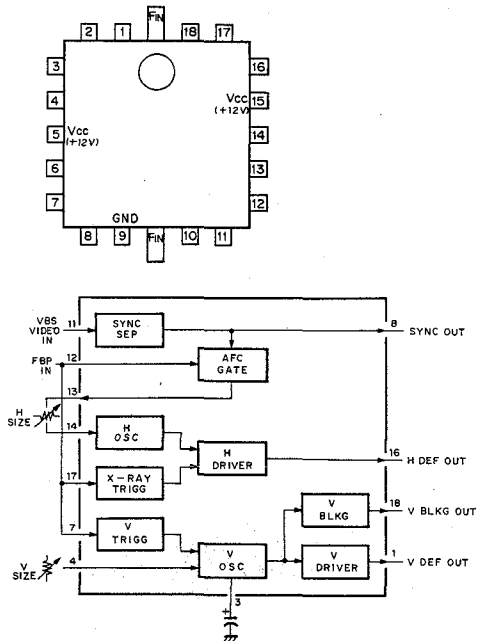 FIN
2 1 18 17
3 16
4 VCC 15
(+12V)
5 VCC 14
(+12V)
6 13
7 12
GND
8 9 FIN 10 11
VBS
VIDEO
IN
11
SYNC
SEP
8
SYNC OUT
FBP
IN
12
AFC
GATE
13
H
SIZE
14
H
OSC
H
DRIVER
16
H DEF OUT
17
X-RAY
TRIGG
V
BLKG
18
V BLKG OUT
7
V
TRIGG
V
SIZE
4
V
OSC
V
DRIVER
1
V DEF OUT
3
+